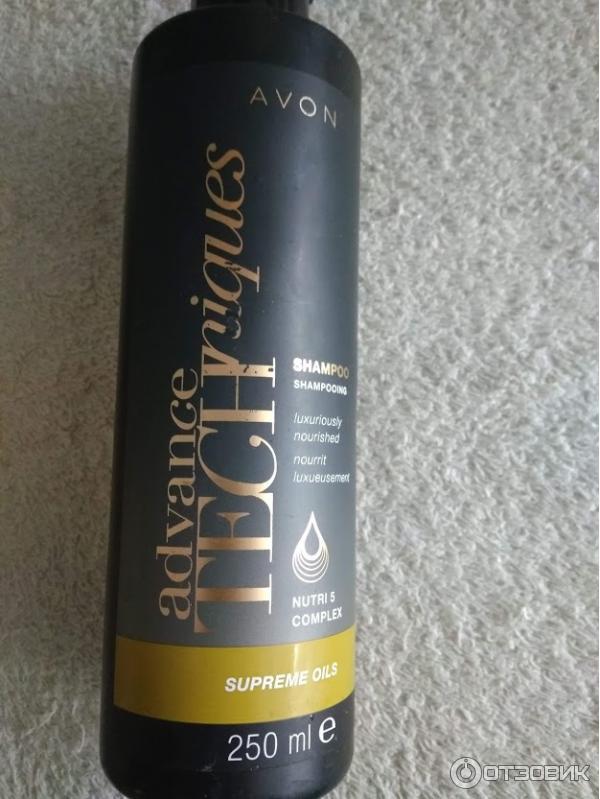 AVON
advance
TECHniques
SHAMPOO
SHAMPOOING
luxuriously
nourished
nourrit
luxueusement
NUTRI 5
COMPLEX
SUPREME OILS
250 ml e
ОТЗОВИК